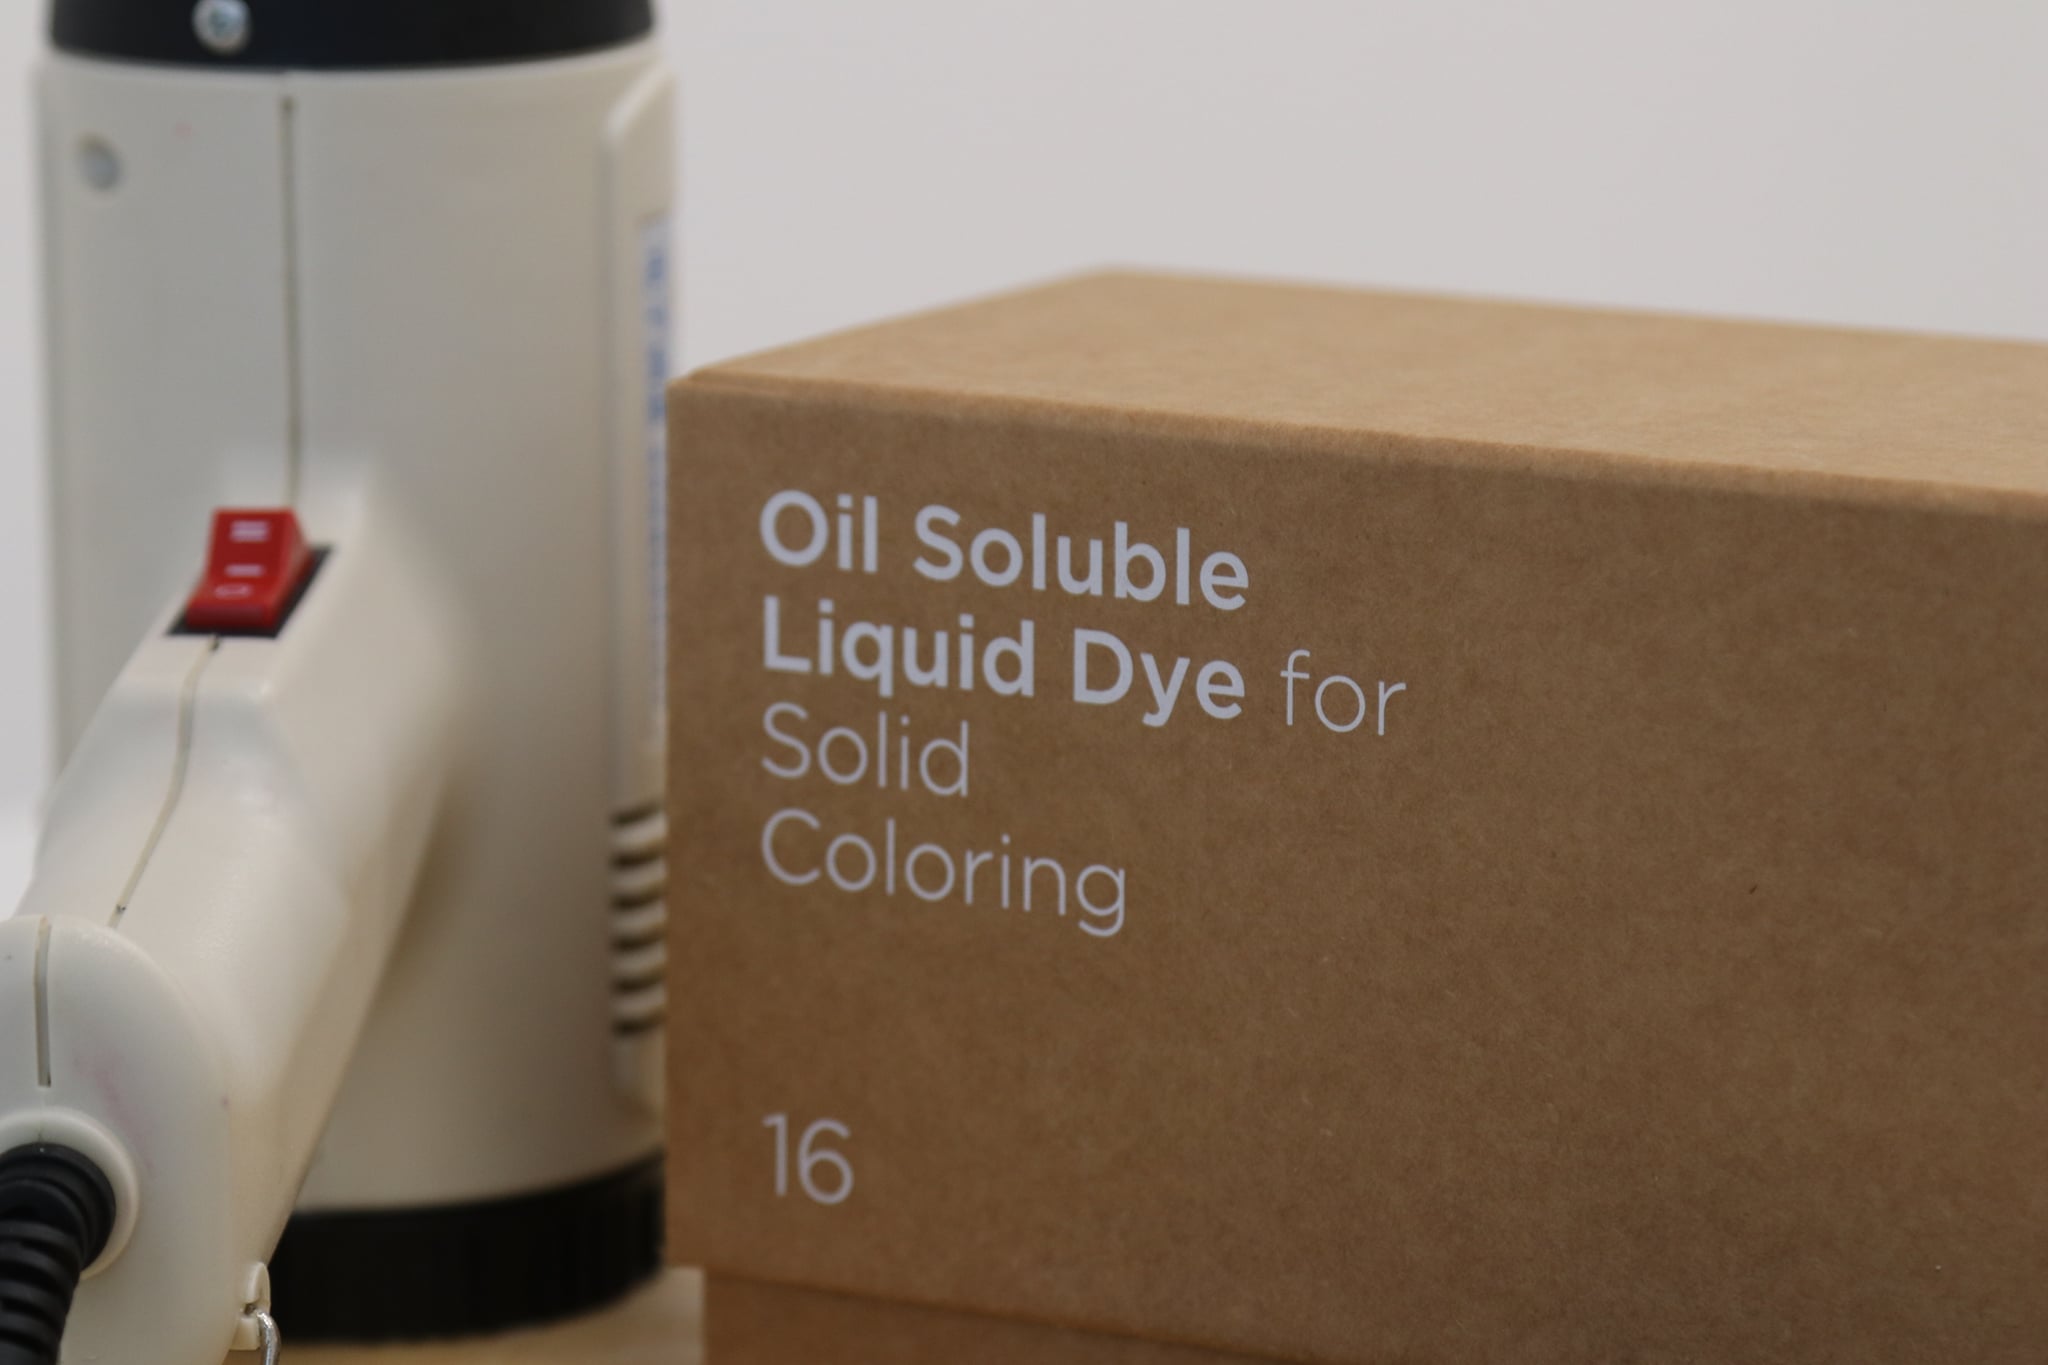 Oil Soluble
Liquid Dye for
Solid
Coloring
16